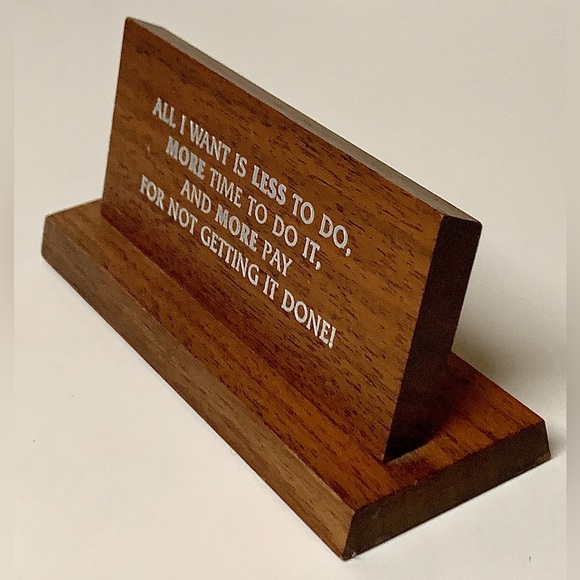 ALL I WANT IS LESS TO DO,
MORE TIME TO DO IT,
AND MORE PAY
FOR NOT GETTING IT DONE!